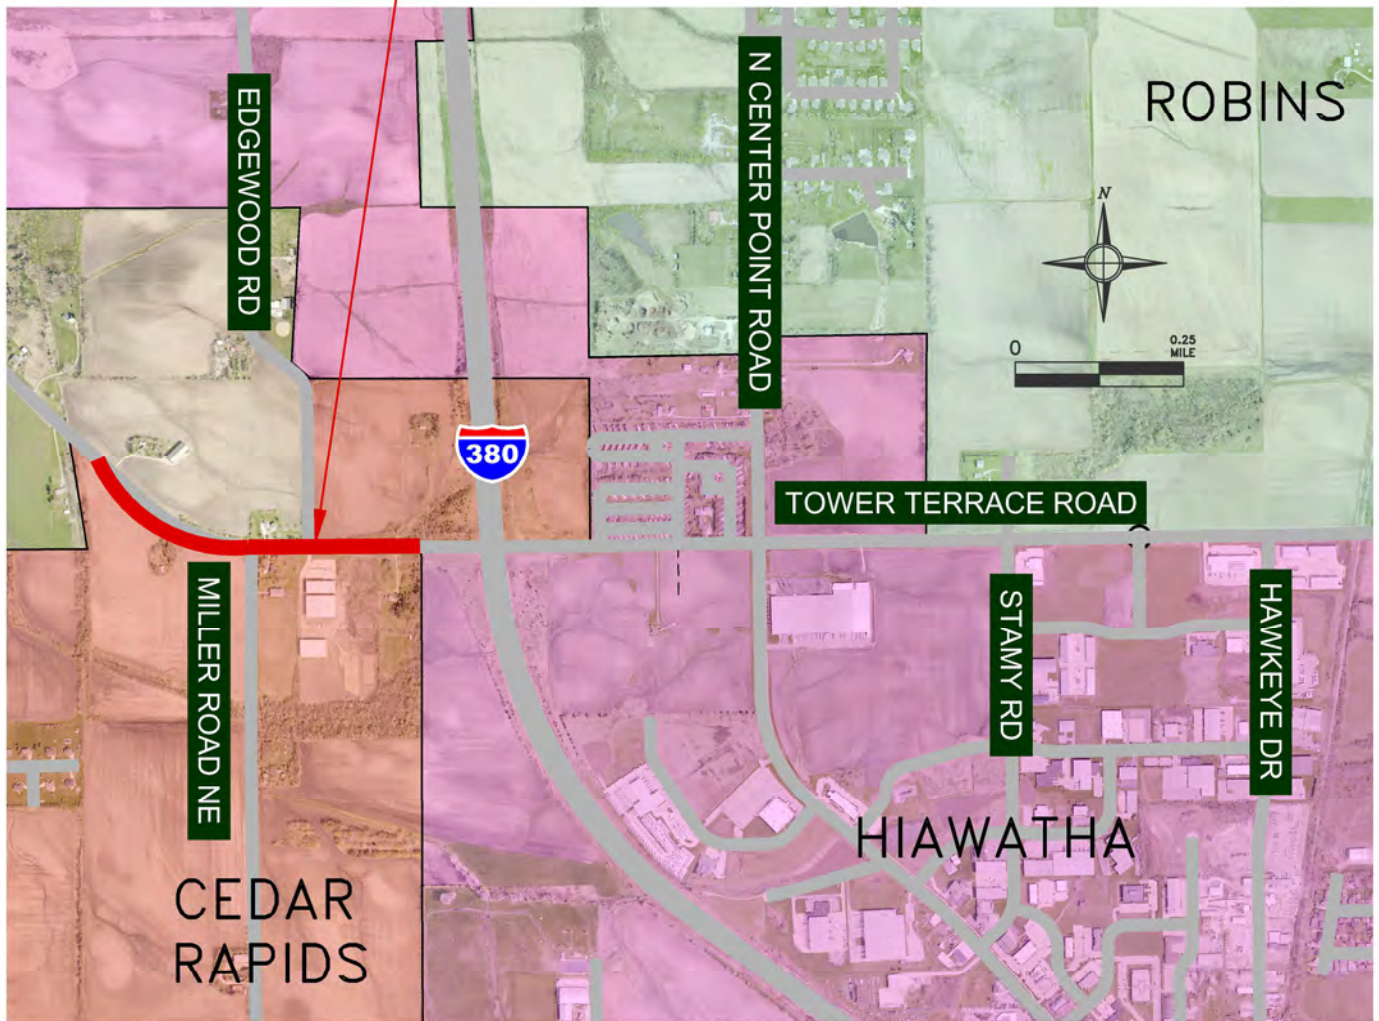 EDGEWOOD RD
N CENTER POINT ROAD
ROBINS
N
0
0.25
MILE
380
TOWER TERRACE ROAD
MILLER ROAD NE
STAMY RD
HAWKEYE DR
HIAWATHA
CEDAR
RAPIDS